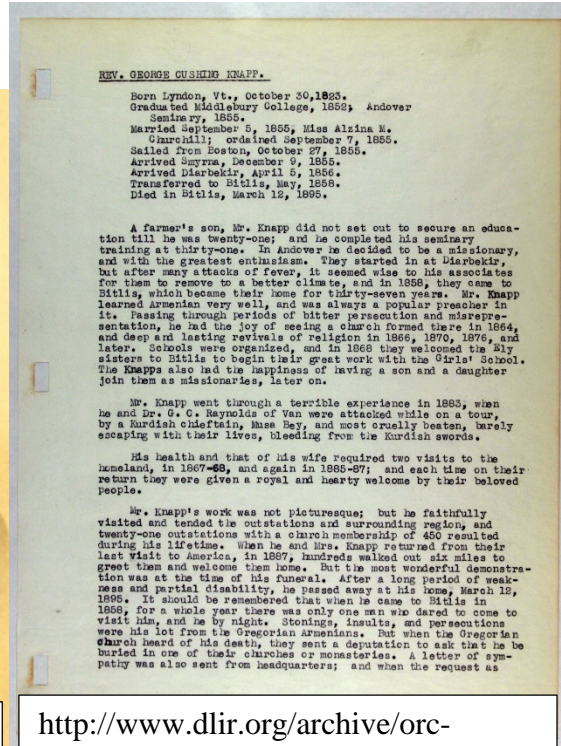 REV. GEORGE CUSHING KNAPP.
Born Lyndon, Vt., October 30,1823.
Graduated Middlebury College, 1852; Andover
Seminary, 1855.
Married September 5, 1855, Miss Alzina M.
Churchill; ordained September 7, 1855.
Sailed from Boston, October 27, 1855.
Arrived Smyrna, December 9, 1855.
Arrived Diarbekir, April 5, 1856.
Transferred to Bitlis, May, 1858.
Died in Bitlis, March 12, 1895.
A farmer's son, Mr. Knapp did not set out to secure an educa-
tion till he was twenty-one; and he completed his seminary
training at thirty-one. In Andover he decided to be a missionary,
and with the greatest enthusiasm. They started in at Diarbekir,
but after many attacks of fever, it seemed wise to his associates
for them to remove to a better climate, and in 1858, they came to
Bitlis, which became their home for thirty-seven years. Mr. Knapp
learned Armenian very well, and was always a popular preacher in
it. Passing through periods of bitter persecution and misrepre-
sentation, he had the joy of seeing a church formed there in 1864,
and deep and lasting revivals of religion in 1866, 1870, 1876, and
later. Schools were organized, and in 1868 they welcomed the Ely
sisters to Bitlis to begin their great work with the Girls' School.
The Knapps also had the happiness of having a son and a daughter
join them as missionaries, later on.
Mr. Knapp went through a terrible experience in 1883, when
he and Dr. G. C. Raynolds of Van were attacked while on a tour,
by a Kurdish chieftain, Musa Bey, and most cruelly beaten, barely
escaping with their lives, bleeding from the Kurdish swords.
His health and that of his wife required two visits to the
homeland, in 1867-68, and again in 1885-87; and each time on their
return they were given a royal and hearty welcome by their beloved
people.
Mr. Knapp's work was not picturesque; but he faithfully
visited and tended the outstations and surrounding region, and
twenty-one outstations with a church membership of 450 resulted
during his lifetime. When he and Mrs. Knapp returned from their
last visit to America, in 1887, hundreds walked out six miles to
greet them and welcome them home. But the most wonderful demonstra-
tion was at the time of his funeral. After a long period of weak-
ness and partial disability, he passed away at his home, March 12,
1895. It should be remembered that when he came to Bitlis in
1858, for a whole year there was only one man who dared to come to
visit him, and he by night. Stonings, insults, and persecutions
were his lot from the Gregorian Armenians. But when the Gregorian
church heard of his death, they sent a deputation to ask that he be
buried in one of their churches or monasteries. A letter of sym-
pathy was also sent from headquarters; and when the request as
http://www.dlir.org/archive/orc-